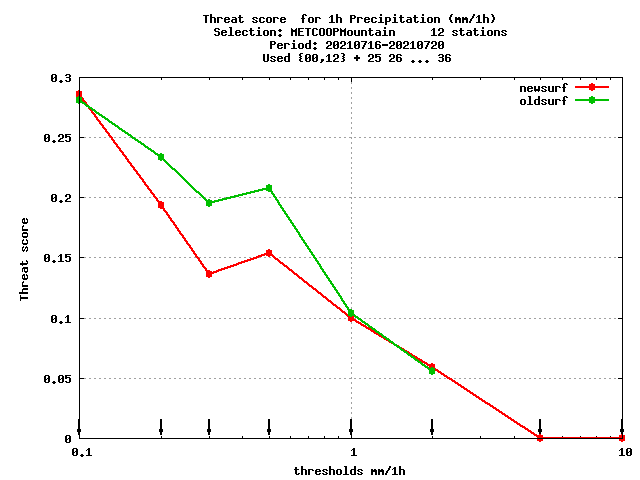 Threat score  for 1h Precipitation (mm/1h)
Selection: METCOOPMountain     12 stations
Period: 20210716-20210720
Used {00,12} + 25 26 ... 36
newsurf
oldsurf
0.3
0.25
0.2
0.15
0.1
0.05
0
Threat score
0.1
1
10
thresholds mm/1h